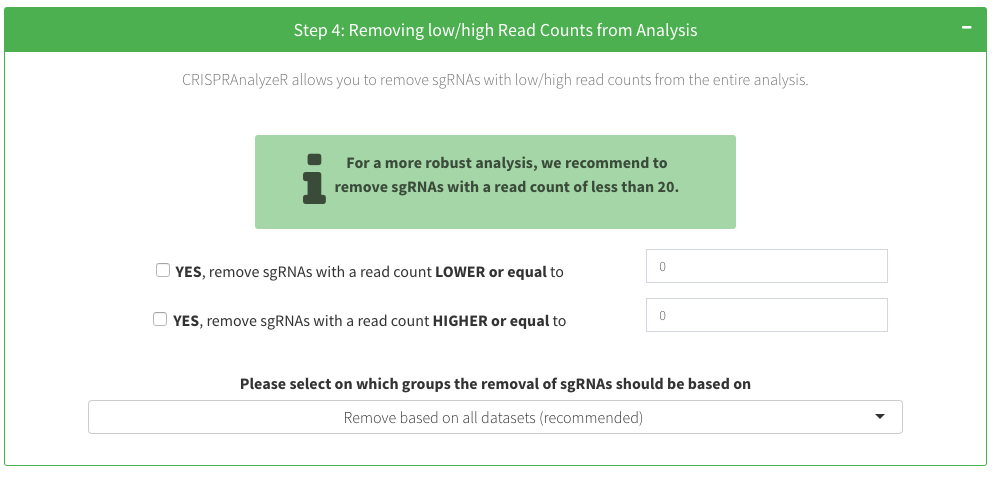 Step 4: Removing low/high Read Counts from Analysis
CRISPRAnalyzeR allows you to remove sgRNAs with low/high read counts from the entire analysis.
For a more robust analysis, we recommend to
remove sgRNAs with a read count of less than 20.
YES, remove sgRNAs with a read count LOWER or equal to
0
YES, remove sgRNAs with a read count HIGHER or equal to
0
Please select on which groups the removal of sgRNAs should be based on
Remove based on all datasets (recommended)